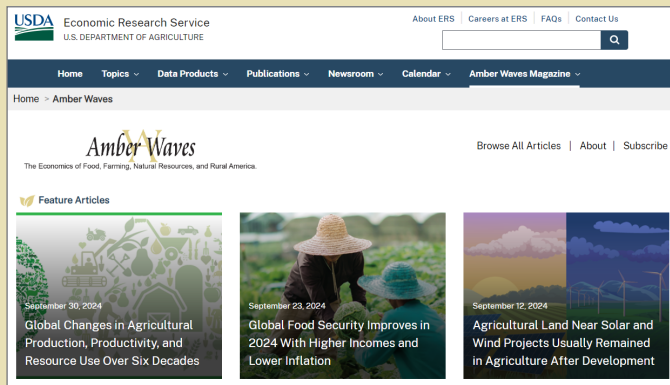 USDA
Economic Research Service
U.S. DEPARTMENT OF AGRICULTURE
About ERS
Careers at ERS
FAQs
Contact Us
Home
Topics
Data Products
Publications
Newsroom
Calendar
Amber Waves Magazine
Home > Amber Waves
Amber Waves
The Economics of Food, Farming, Natural Resources, and Rural America.
Browse All Articles | About | Subscribe
Feature Articles
September 30, 2024
Global Changes in Agricultural
Production, Productivity, and
Resource Use Over Six Decades
September 23, 2024
Global Food Security Improves in
2024 With Higher Incomes and
Lower Inflation
September 12, 2024
Agricultural Land Near Solar and
Wind Projects Usually Remained
in Agriculture After Development